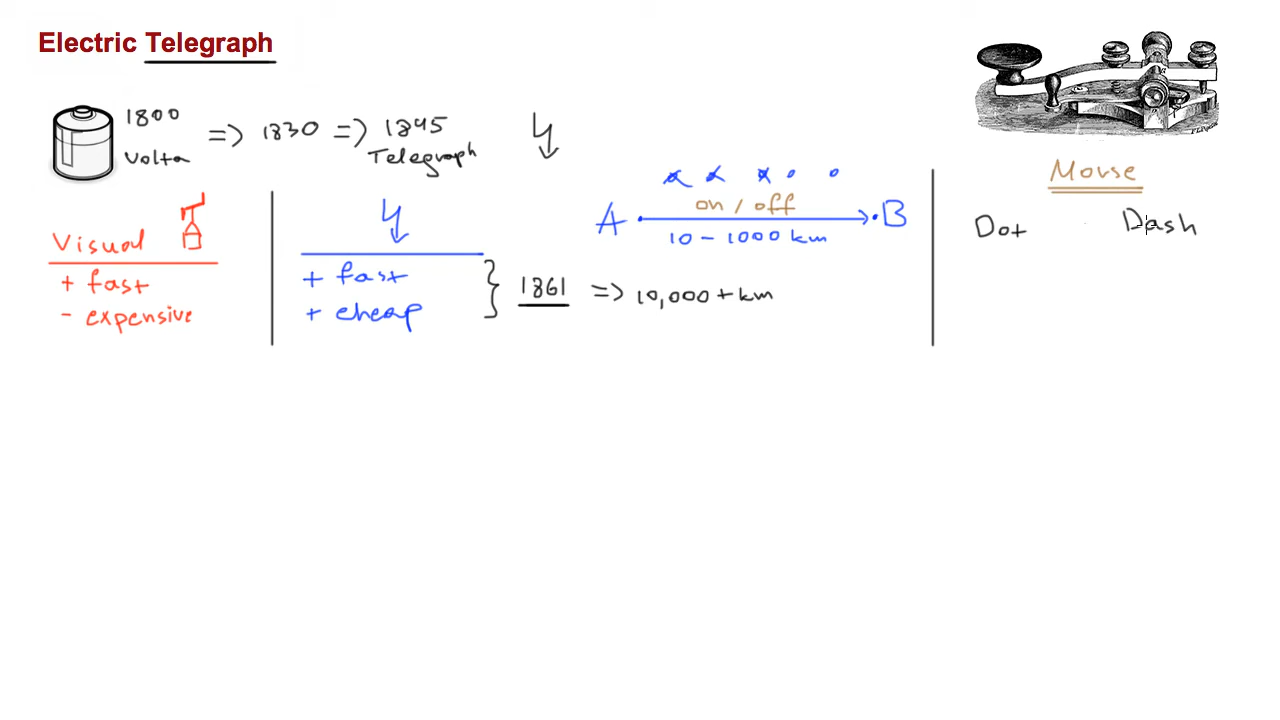 Electric Telegraph
1800
Volta
=> 1830 => 1845
Telegraph
Visual
+ fast
- expensive
+ fast
+ cheap
1861 => 10,000 + km
x x x o o
on / off
A B
10 - 1000 km
Morse
Dot Dash